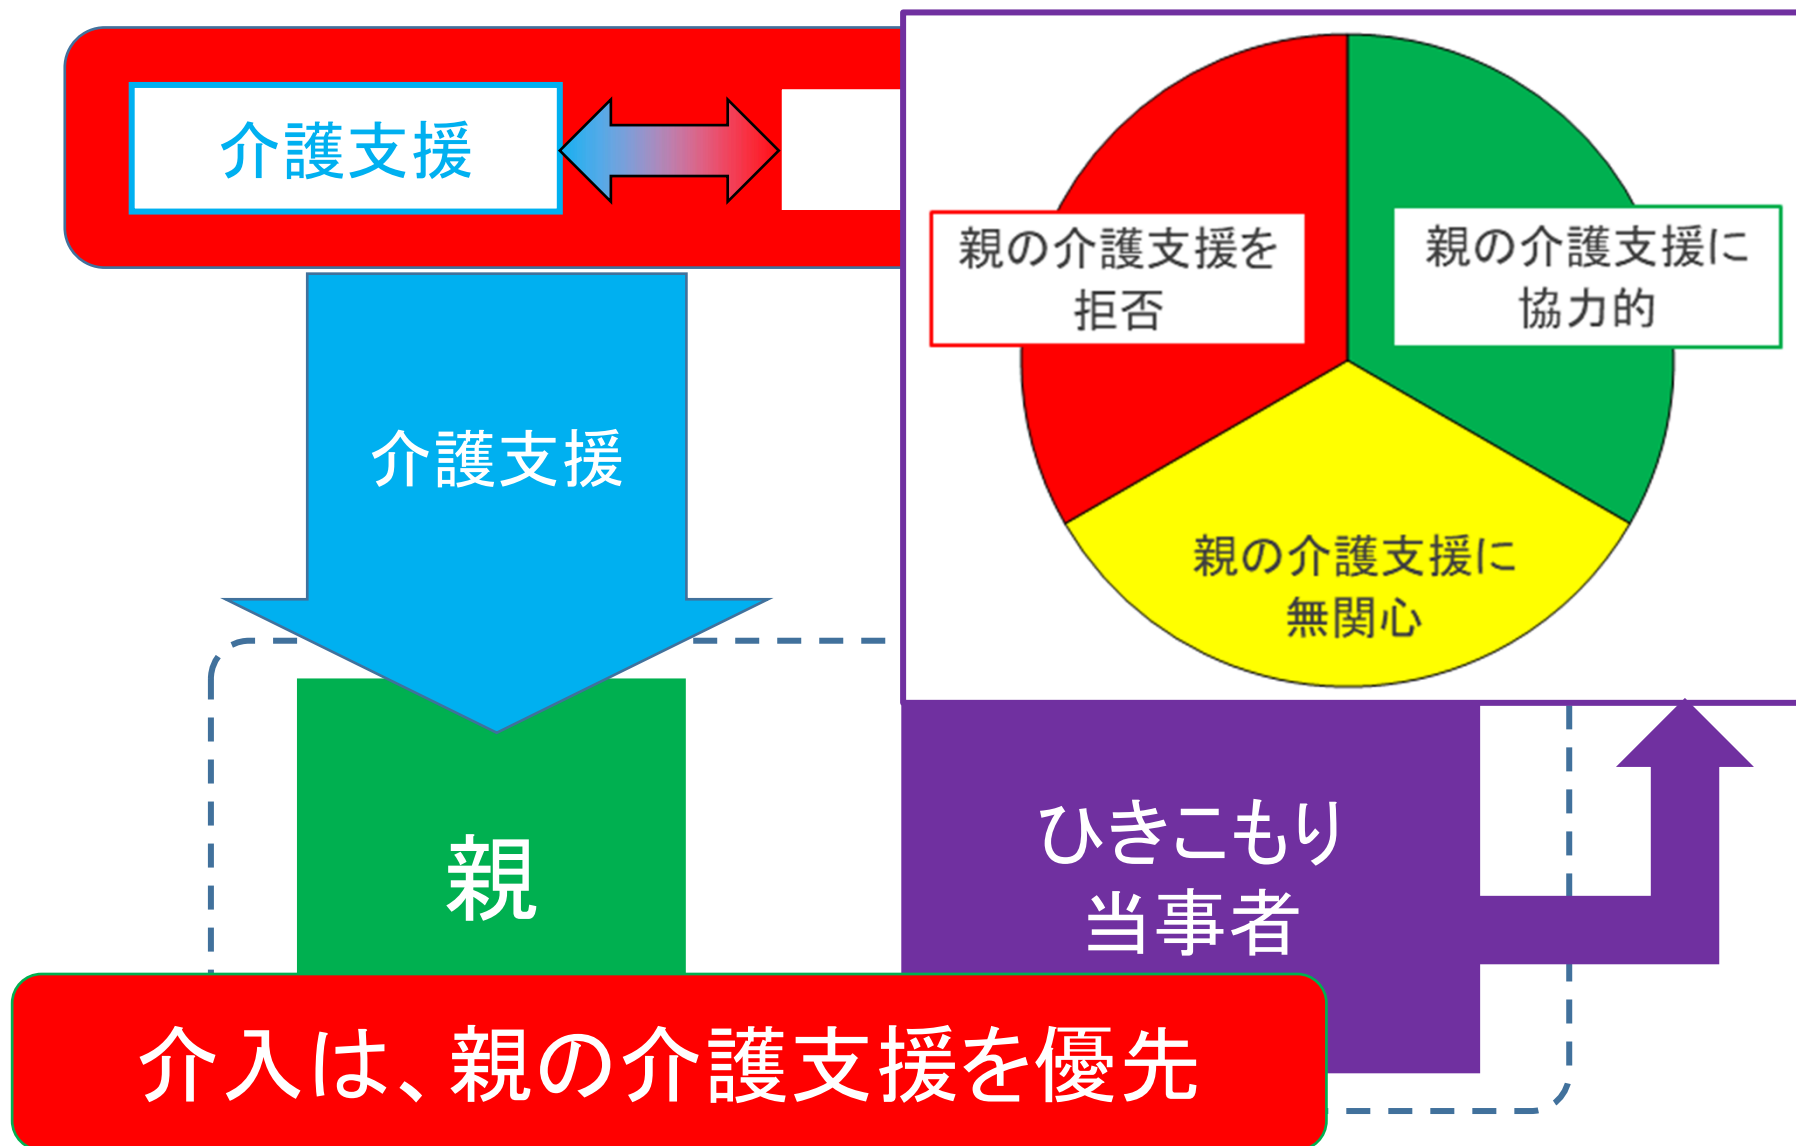 介護支援
親の介護支援を
拒否
親の介護支援に
協力的
介護支援
親の介護支援に
無関心
親
ひきこもり
当事者
介入は、親の介護支援を優先